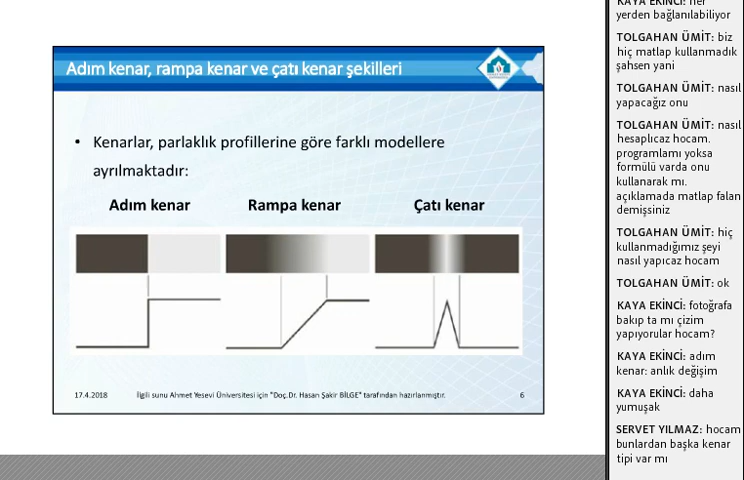 Adım kenar, rampa kenar ve çatı kenar şekilleri
• Kenarlar, parlaklık profillerine göre farklı modellere
ayrılmaktadır:
Adım kenar
Rampa kenar
Çatı kenar
17.4.2018
İlgili sunu Ahmet Yesevi Üniversitesi için "Doç.Dr. Hasan Şakir BİLGE" tarafından hazırlanmıştır.
6
KAYA EKİNCİ: her
yerden bağlanılabiliyor
TOLGAHAN ÜMİT: biz
hiç matlap kullanmadık
şahsen yani
TOLGAHAN ÜMİT: nasıl
yapacağız onu
TOLGAHAN ÜMİT: nasıl
hesaplıcaz hocam.
programlamı yoksa
formülü varda onu
kullanarak mı.
açıklamada matlap falan
demişsiniz
TOLGAHAN ÜMİT: hiç
kullanmadığımız şeyi
nasıl yapıcaz hocam
TOLGAHAN ÜMİT: ok
KAYA EKİNCİ: fotoğrafa
bakıp ta mı çizim
yapıyorlar hocam?
KAYA EKİNCİ: adım
kenar: anlık değişim
KAYA EKİNCİ: daha
yumuşak
SERVET YILMAZ: hocam
bunlardan başka kenar
tipi var mı